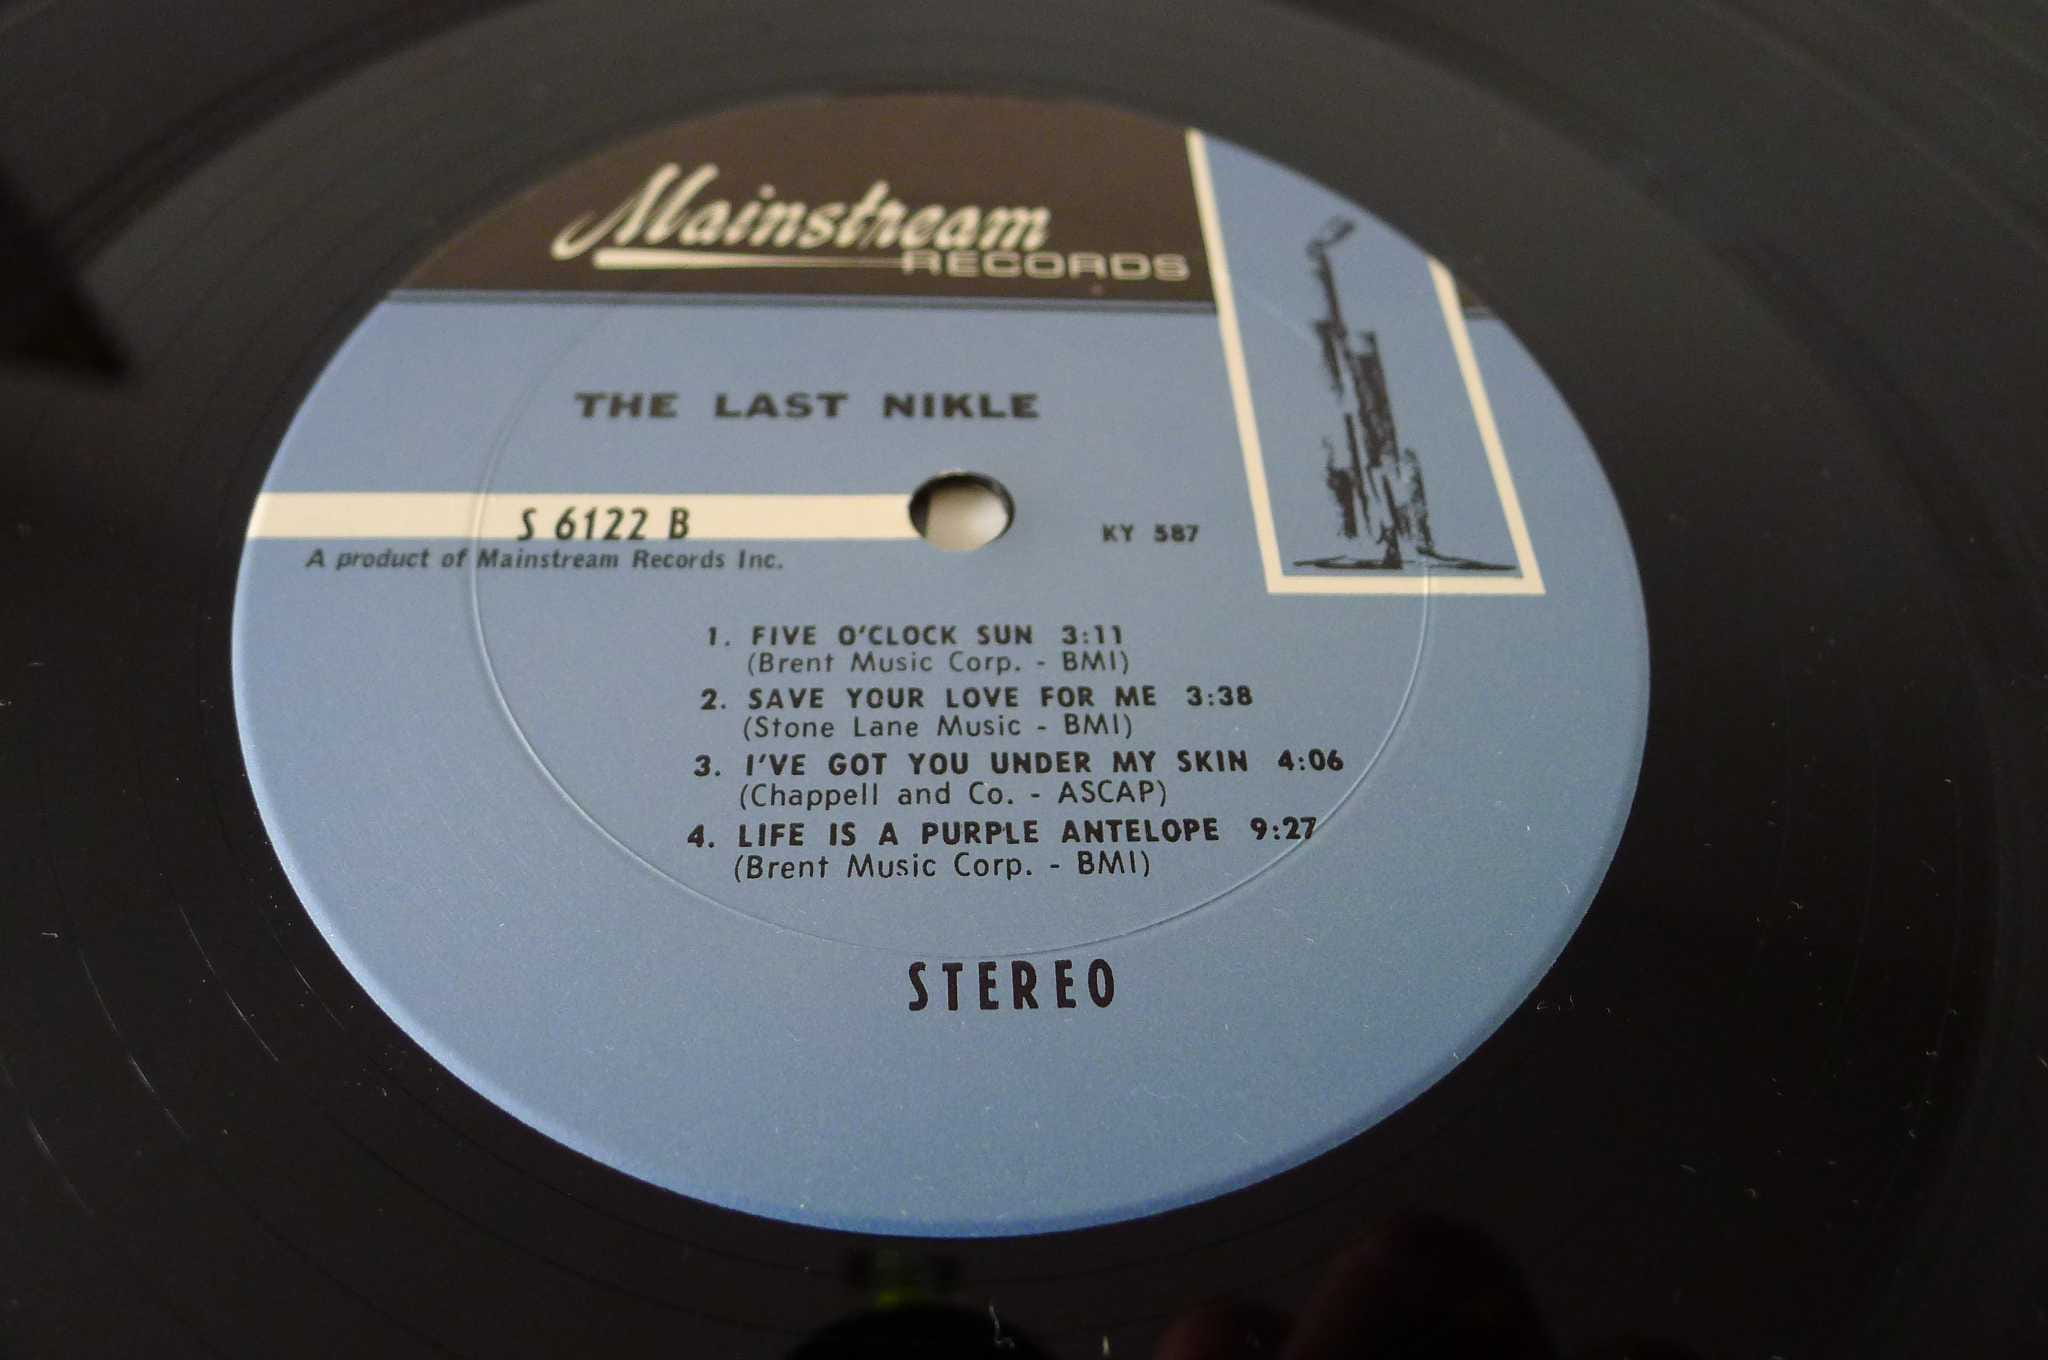 Mainstream
RECORDS
THE LAST NIKLE
S 6122 B
A product of Mainstream Records Inc.
KY 587
1. FIVE O'CLOCK SUN 3:11
(Brent Music Corp. - BMI)
2. SAVE YOUR LOVE FOR ME 3:38
(Stone Lane Music - BMI)
3. I'VE GOT YOU UNDER MY SKIN 4:06
(Chappell and Co. - ASCAP)
4. LIFE IS A PURPLE ANTELOPE 9:27
(Brent Music Corp. - BMI)
STEREO